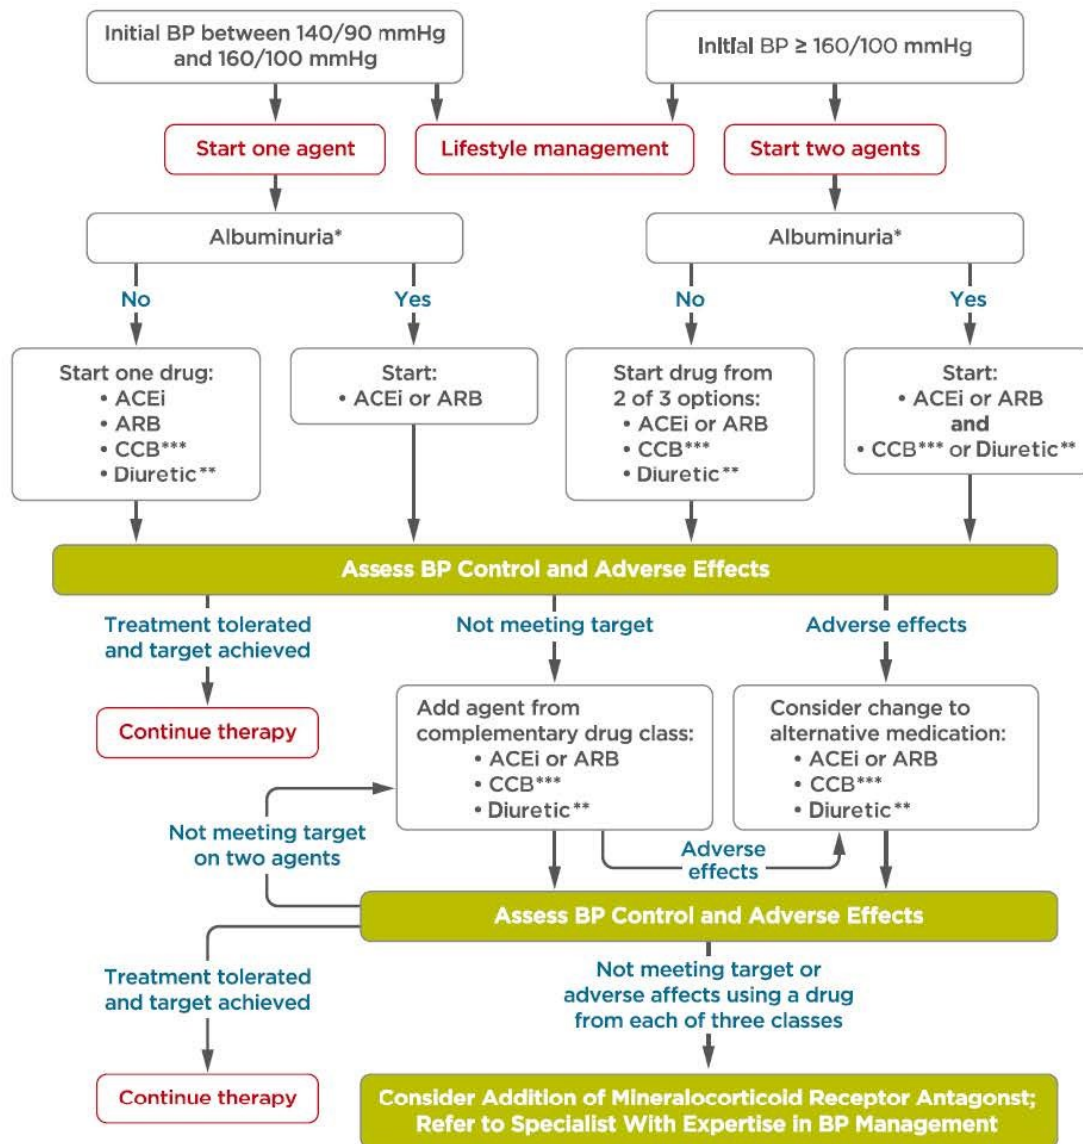 Initial BP between 140/90 mmHg
and 160/100 mmHg
Initial BP ≥ 160/100 mmHg
Start one agent
Lifestyle management
Start two agents
Albuminuria*
Albuminuria*
No
Yes
No
Yes
Start one drug:
• ACEi
• ARB
• CCB***
• Diuretic**
Start:
• ACEi or ARB
Start drug from
2 of 3 options:
• ACEi or ARB
• CCB***
• Diuretic**
Start:
• ACEi or ARB
and
• CCB*** or Diuretic**
Assess BP Control and Adverse Effects
Treatment tolerated
and target achieved
Not meeting target
Adverse effects
Continue therapy
Add agent from
complementary drug class:
• ACEi or ARB
• CCB***
• Diuretic**
Consider change to
alternative medication:
• ACEi or ARB
• CCB***
• Diuretic**
Not meeting target
on two agents
Adverse
effects
Assess BP Control and Adverse Effects
Treatment tolerated
and target achieved
Not meeting target or
adverse affects using a drug
from each of three classes
Continue therapy
Consider Addition of Mineralocorticoid Receptor Antagonst;
Refer to Specialist With Expertise in BP Management